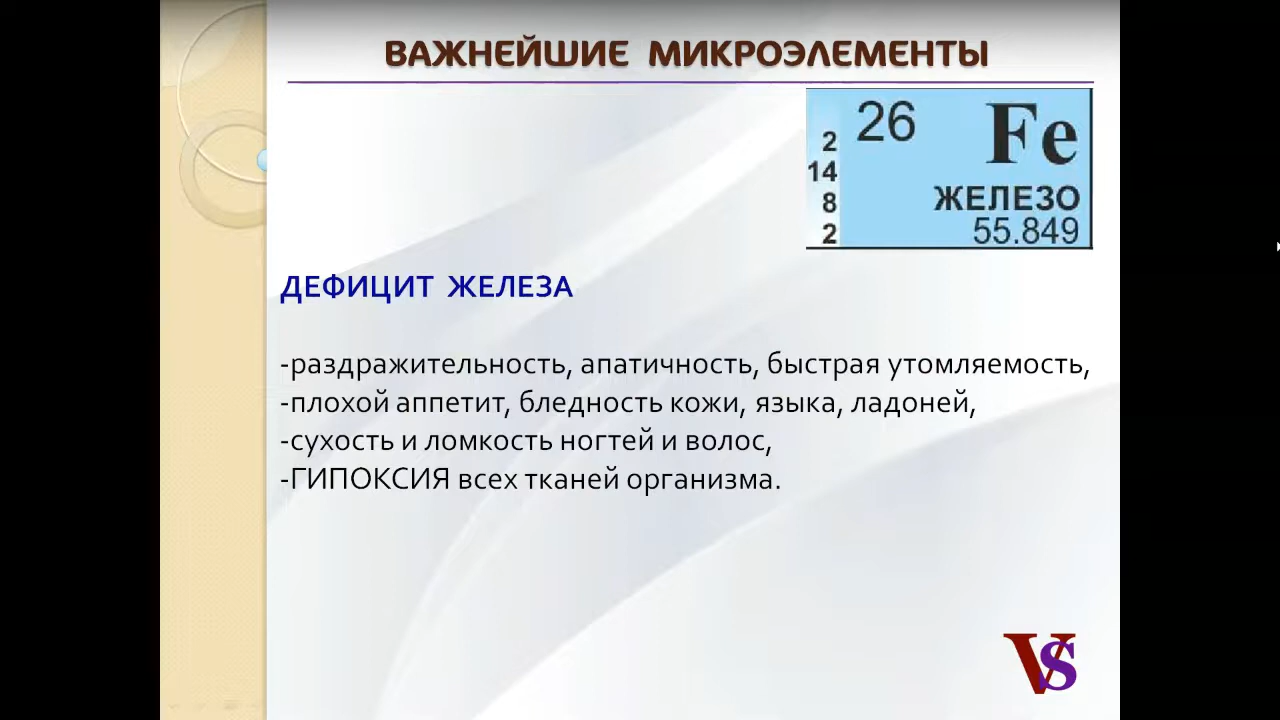 ВАЖНЕЙШИЕ МИКРОЭЛЕМЕНТЫ
26 Fe
2
14
8
2
ЖЕЛЕЗО
55.849
ДЕФИЦИТ ЖЕЛЕЗА
-раздражительность, апатичность, быстрая утомляемость,
-плохой аппетит, бледность кожи, языка, ладоней,
-сухость и ломкость ногтей и волос,
-ГИПОКСИЯ всех тканей организма.
VS